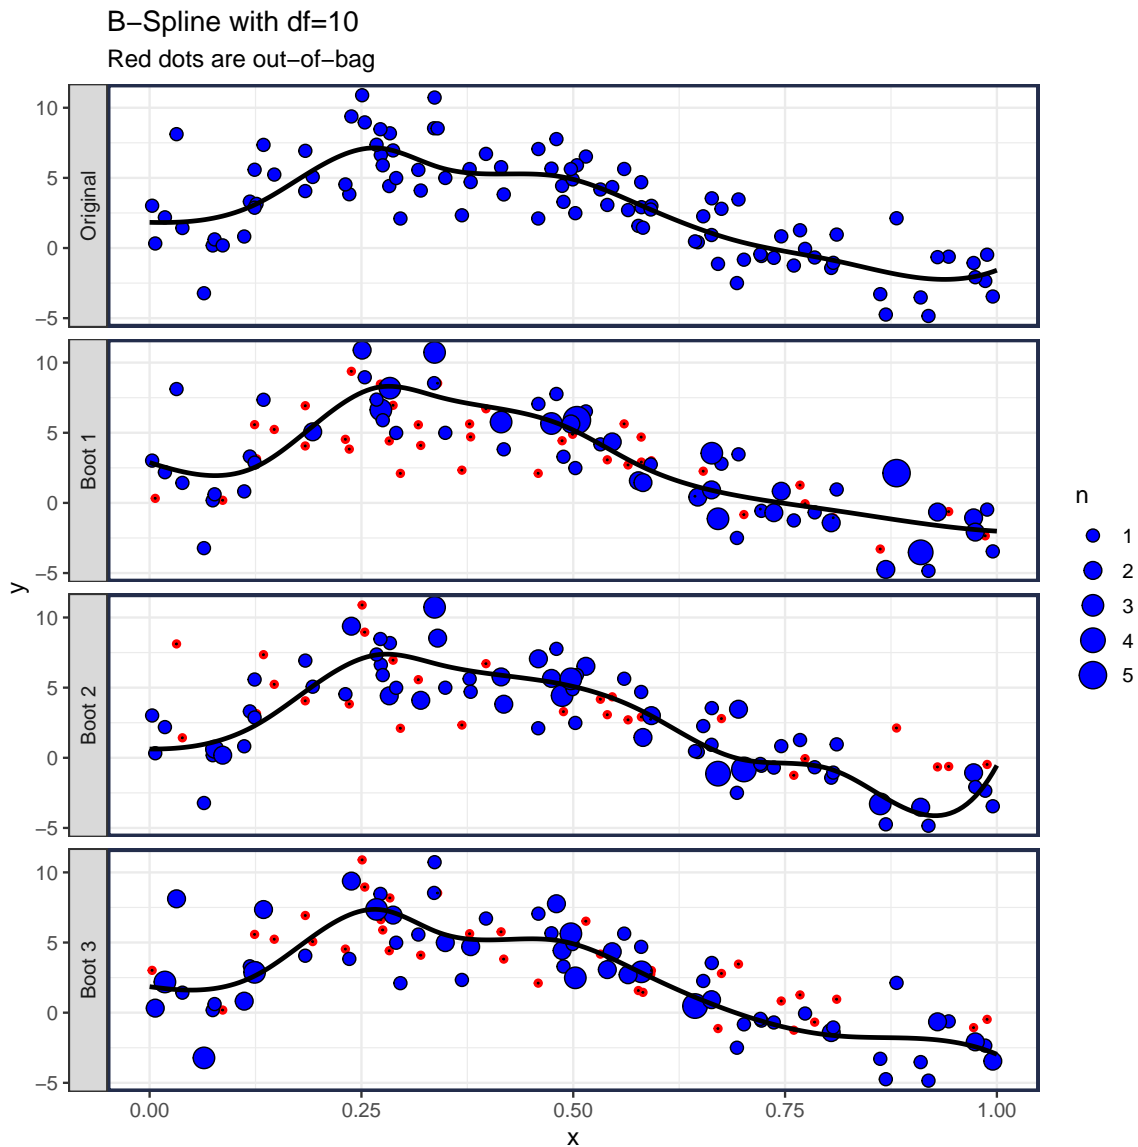 B−Spline with df=10
Red dots are out−of−bag
Original
10
5
0
−5
Boot 1
10
5
0
−5
Boot 2
10
5
0
−5
Boot 3
10
5
0
−5
0.00 0.25 0.50 0.75 1.00
x
y
n
1
2
3
4
5